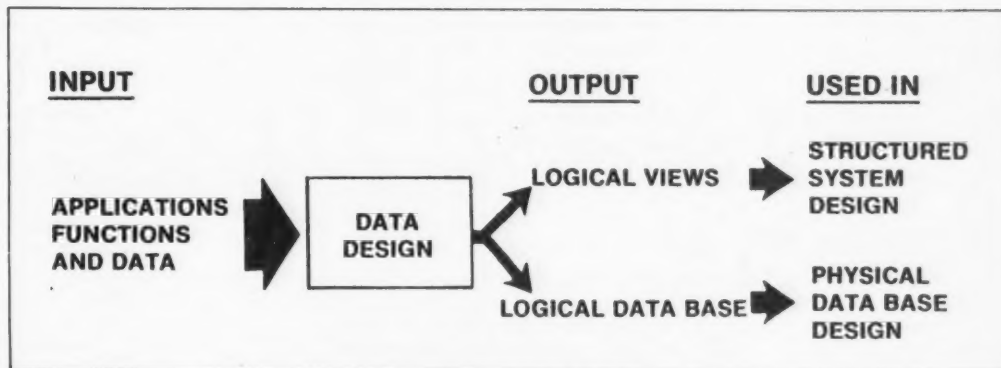 INPUT
OUTPUT
USED IN
APPLICATIONS
FUNCTIONS
AND DATA
DATA
DESIGN
LOGICAL VIEWS
STRUCTURED
SYSTEM
DESIGN
LOGICAL DATA BASE
PHYSICAL
DATA BASE
DESIGN